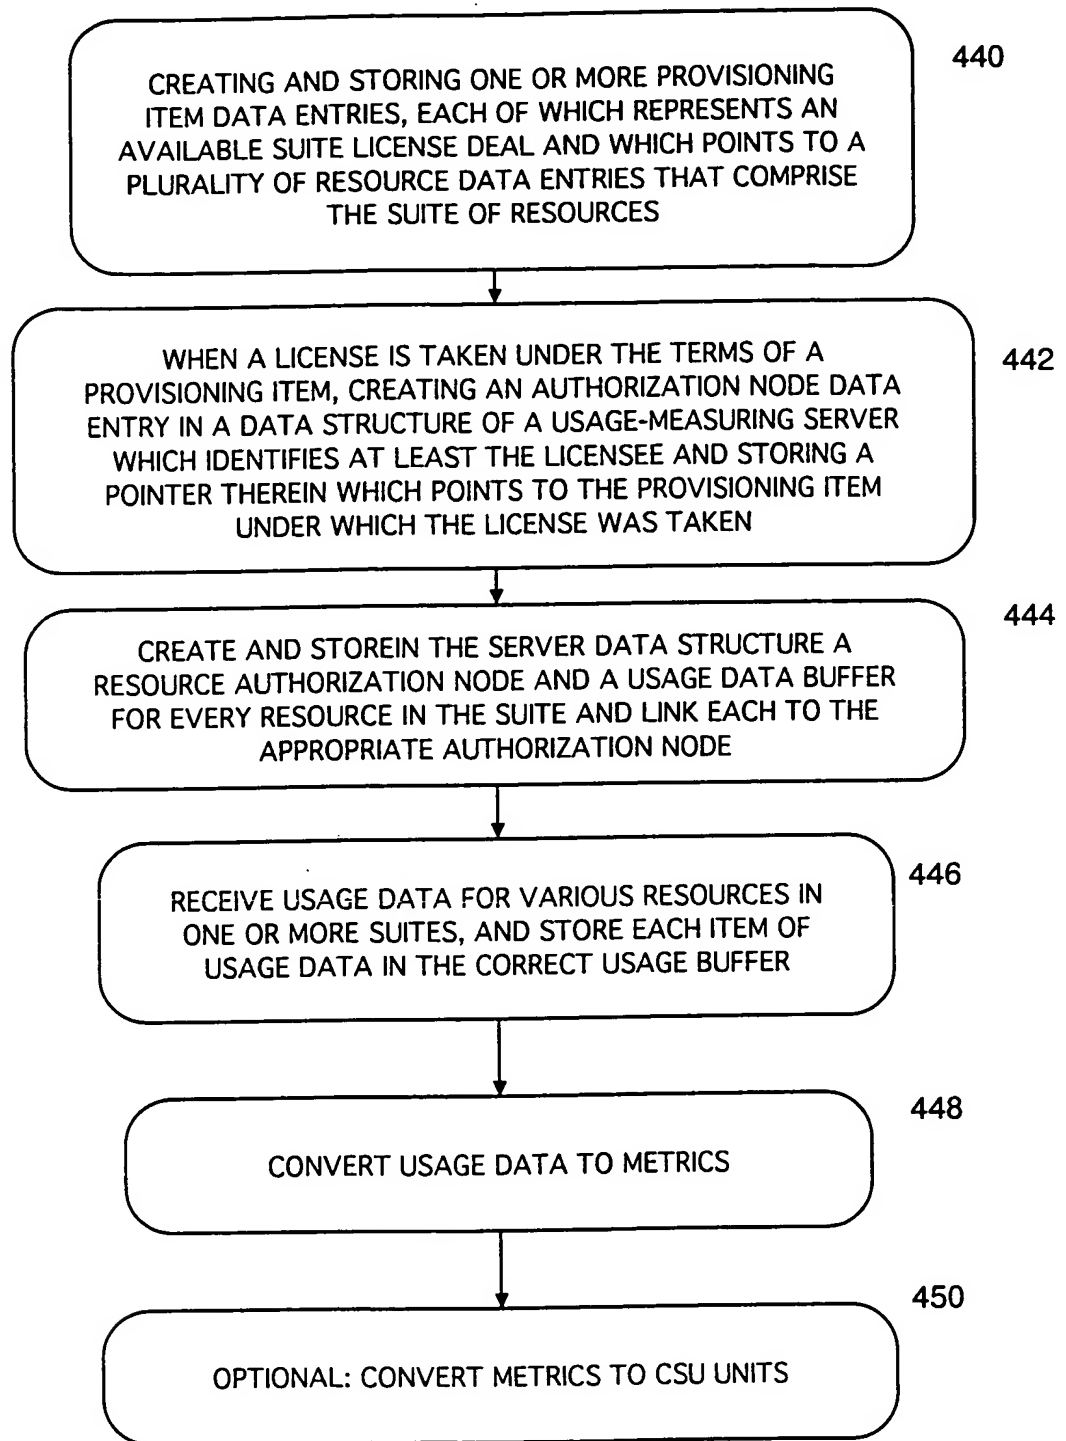 440
CREATING AND STORING ONE OR MORE PROVISIONING
ITEM DATA ENTRIES, EACH OF WHICH REPRESENTS AN
AVAILABLE SUITE LICENSE DEAL AND WHICH POINTS TO A
PLURALITY OF RESOURCE DATA ENTRIES THAT COMPRISE
THE SUITE OF RESOURCES
442
WHEN A LICENSE IS TAKEN UNDER THE TERMS OF A
PROVISIONING ITEM, CREATING AN AUTHORIZATION NODE DATA
ENTRY IN A DATA STRUCTURE OF A USAGE-MEASURING SERVER
WHICH IDENTIFIES AT LEAST THE LICENSEE AND STORING A
POINTER THEREIN WHICH POINTS TO THE PROVISIONING ITEM
UNDER WHICH THE LICENSE WAS TAKEN
444
CREATE AND STOREIN THE SERVER DATA STRUCTURE A
RESOURCE AUTHORIZATION NODE AND A USAGE DATA BUFFER
FOR EVERY RESOURCE IN THE SUITE AND LINK EACH TO THE
APPROPRIATE AUTHORIZATION NODE
446
RECEIVE USAGE DATA FOR VARIOUS RESOURCES IN
ONE OR MORE SUITES, AND STORE EACH ITEM OF
USAGE DATA IN THE CORRECT USAGE BUFFER
448
CONVERT USAGE DATA TO METRICS
450
OPTIONAL: CONVERT METRICS TO CSU UNITS